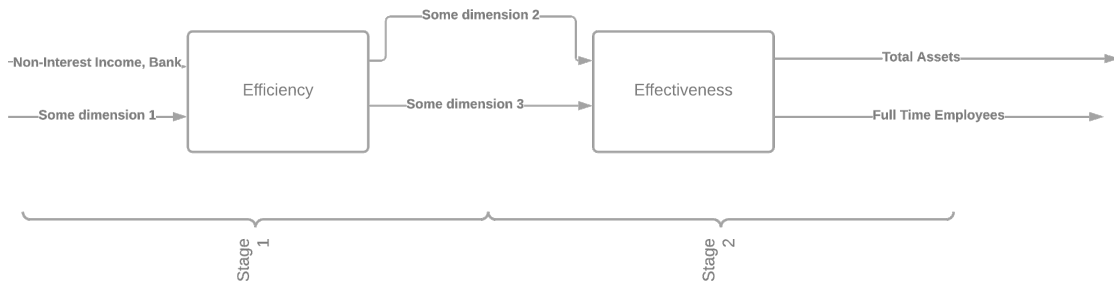 Some dimension 2
Non-Interest Income, Bank
Total Assets
Efficiency
Effectiveness
Some dimension 1
Some dimension 3
Full Time Employees
Stage 1
Stage 2